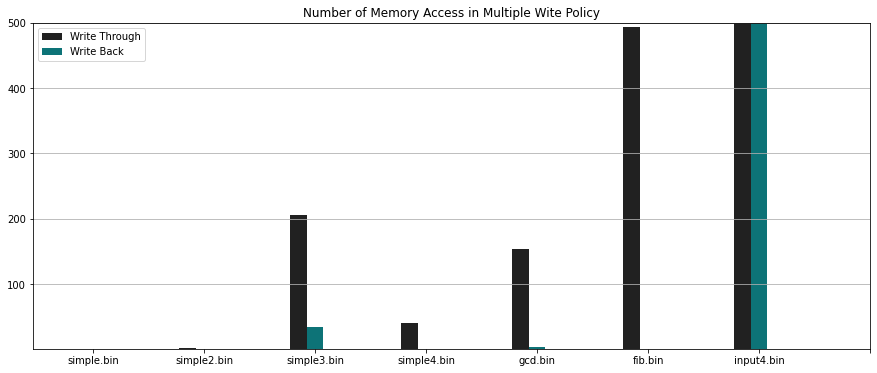 Number of Memory Access in Multiple Wite Policy
Write Through
Write Back
500
400
300
200
100
simple.bin simple2.bin simple3.bin simple4.bin gcd.bin fib.bin input4.bin